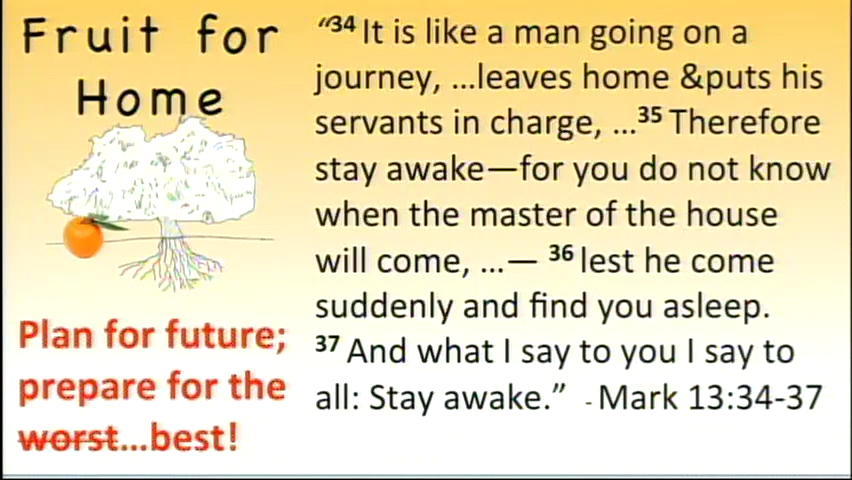 Fruit for
Home
Plan for future;
prepare for the
worst...best!
“34 It is like a man going on a
journey, ...leaves home &puts his
servants in charge, ...35 Therefore
stay awake—for you do not know
when the master of the house
will come, ...— 36 lest he come
suddenly and find you asleep.
37 And what I say to you I say to
all: Stay awake.” - Mark 13:34-37